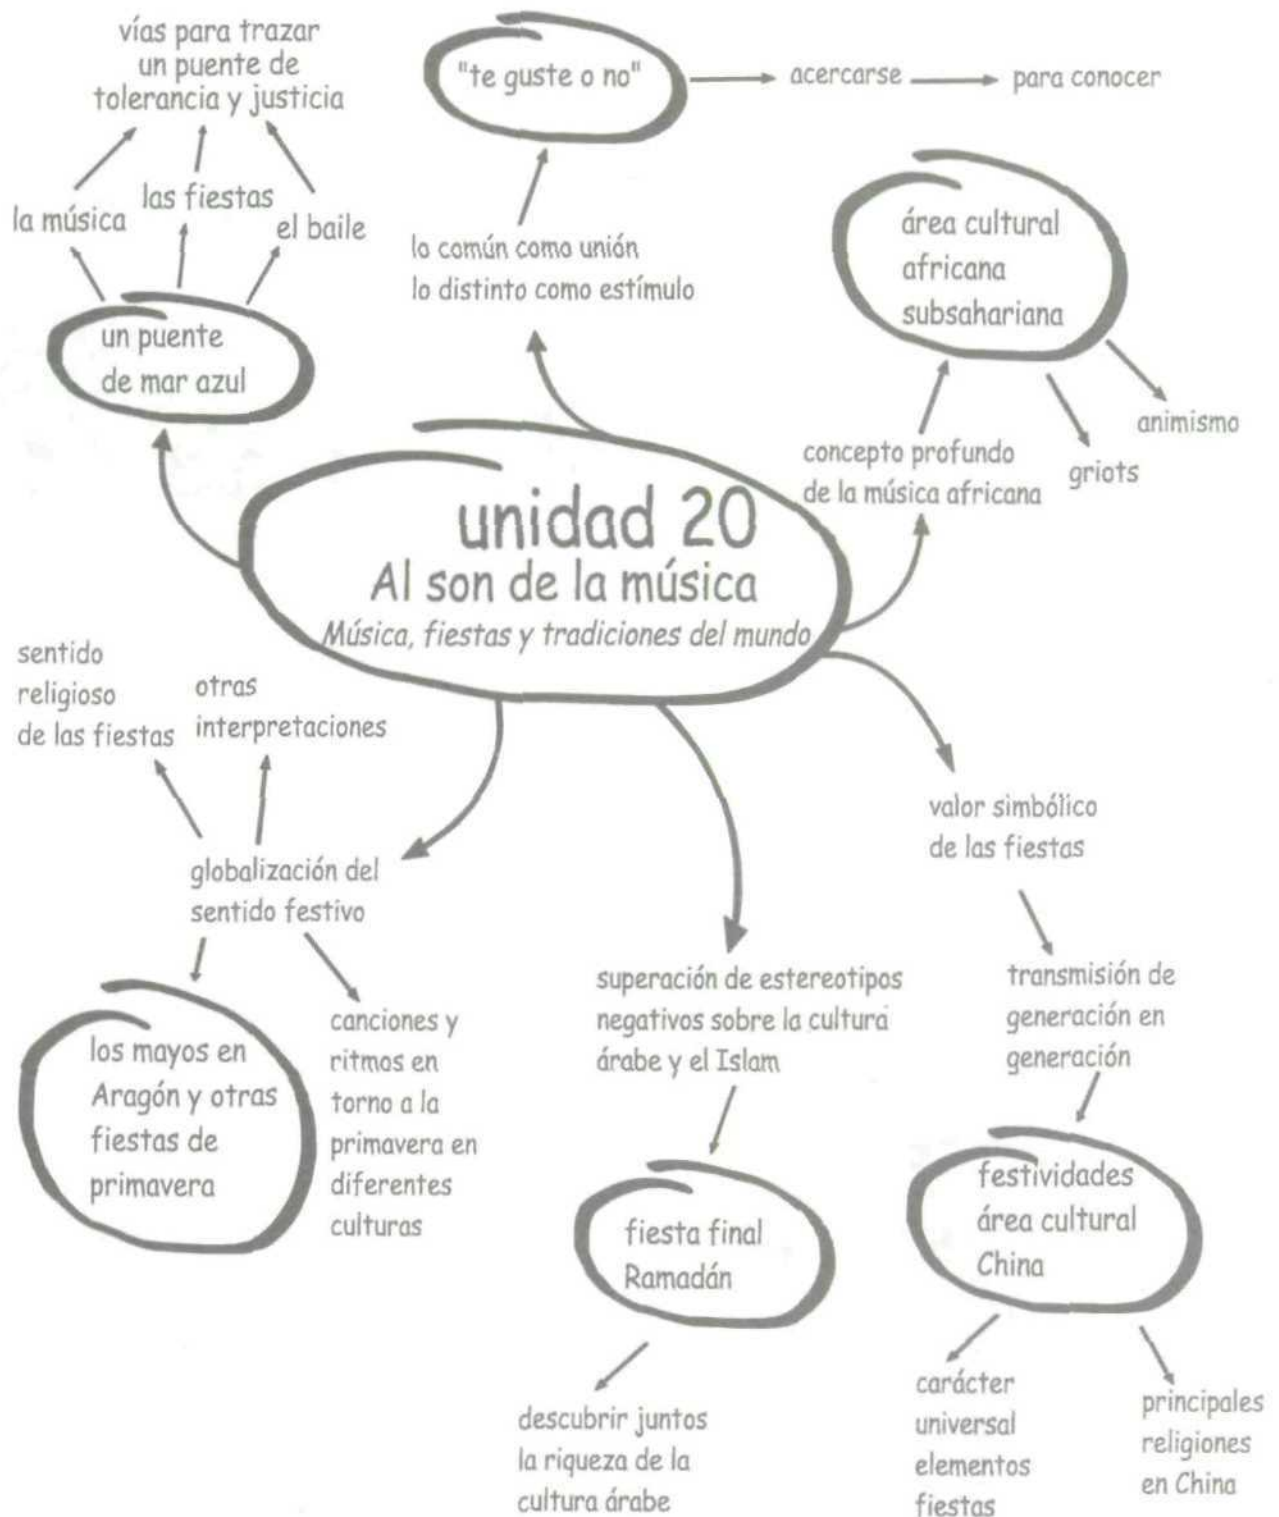 vías para trazar
un puente de
tolerancia y justicia
la música
las fiestas
el baile
un puente
de mar azul
"te guste o no"
acercarse
para conocer
lo común como unión
lo distinto como estímulo
área cultural
africana
subsahariana
animismo
griots
concepto profundo
de la música africana
unidad 20
Al son de la música
Música, fiestas y tradiciones del mundo
sentido
religioso
de las fiestas
otras
interpretaciones
globalización del
sentido festivo
los mayos en
Aragón y otras
fiestas de
primavera
canciones y
ritmos en
torno a la
primavera en
diferentes
culturas
superación de estereotipos
negativos sobre la cultura
árabe y el Islam
fiesta final
Ramadán
descubrir juntos
la riqueza de la
cultura árabe
valor simbólico
de las fiestas
transmisión de
generación en
generación
festividades
área cultural
China
carácter
universal
elementos
fiestas
principales
religiones
en China